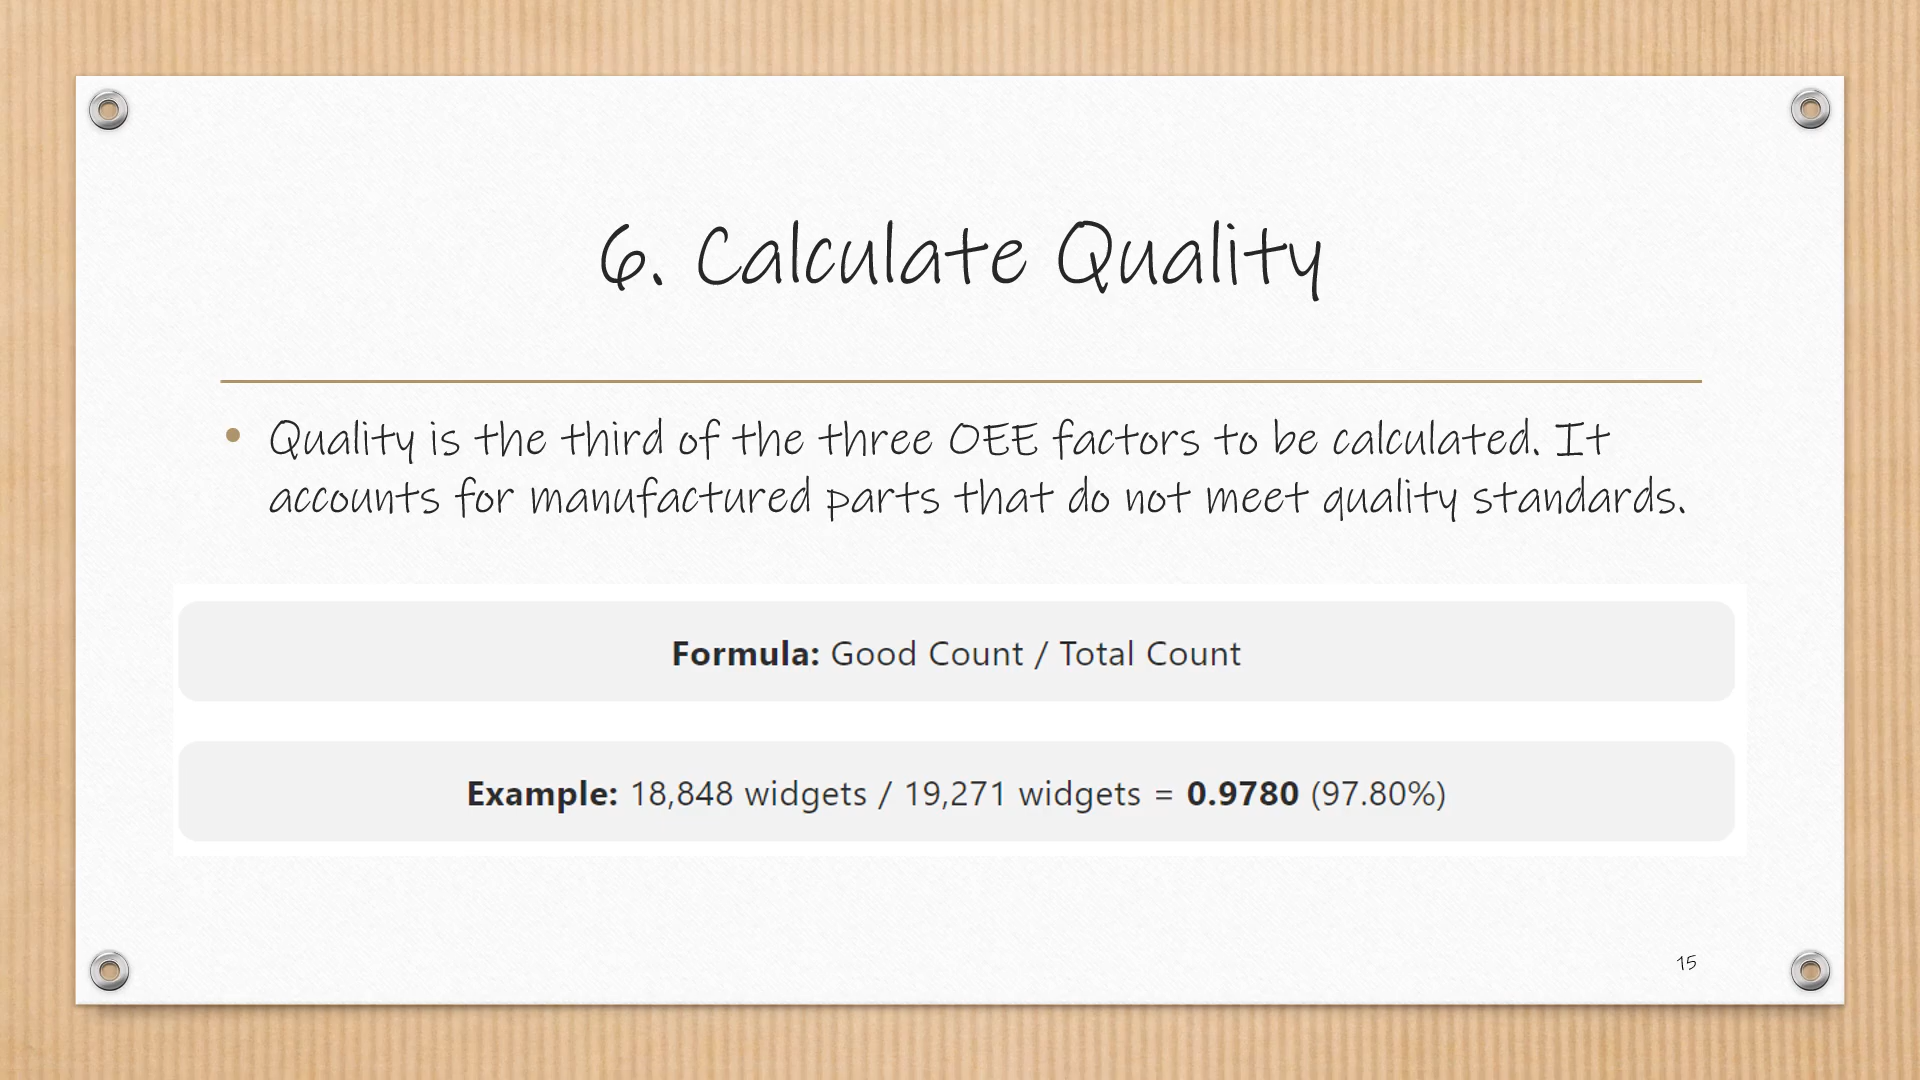 6. Calculate Quality
• Quality is the third of the three OEE factors to be calculated. It
accounts for manufactured parts that do not meet quality standards.
Formula: Good Count / Total Count
Example: 18,848 widgets / 19,271 widgets = 0.9780 (97.80%)
15